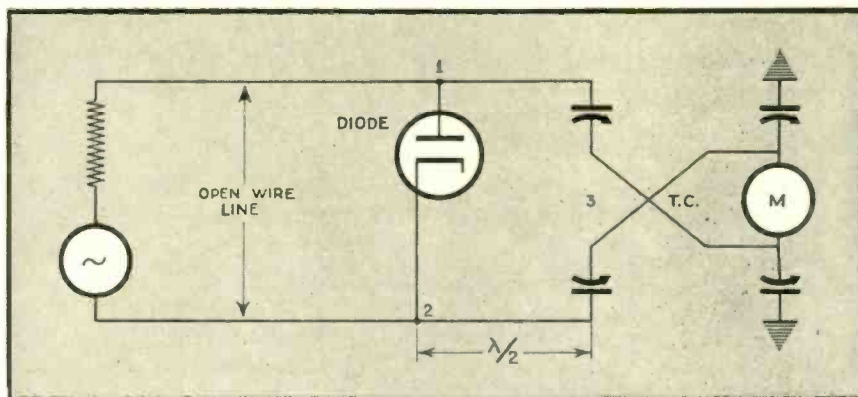 1
DIODE
OPEN WIRE
LINE
3
T.C.
M
2
λ/2